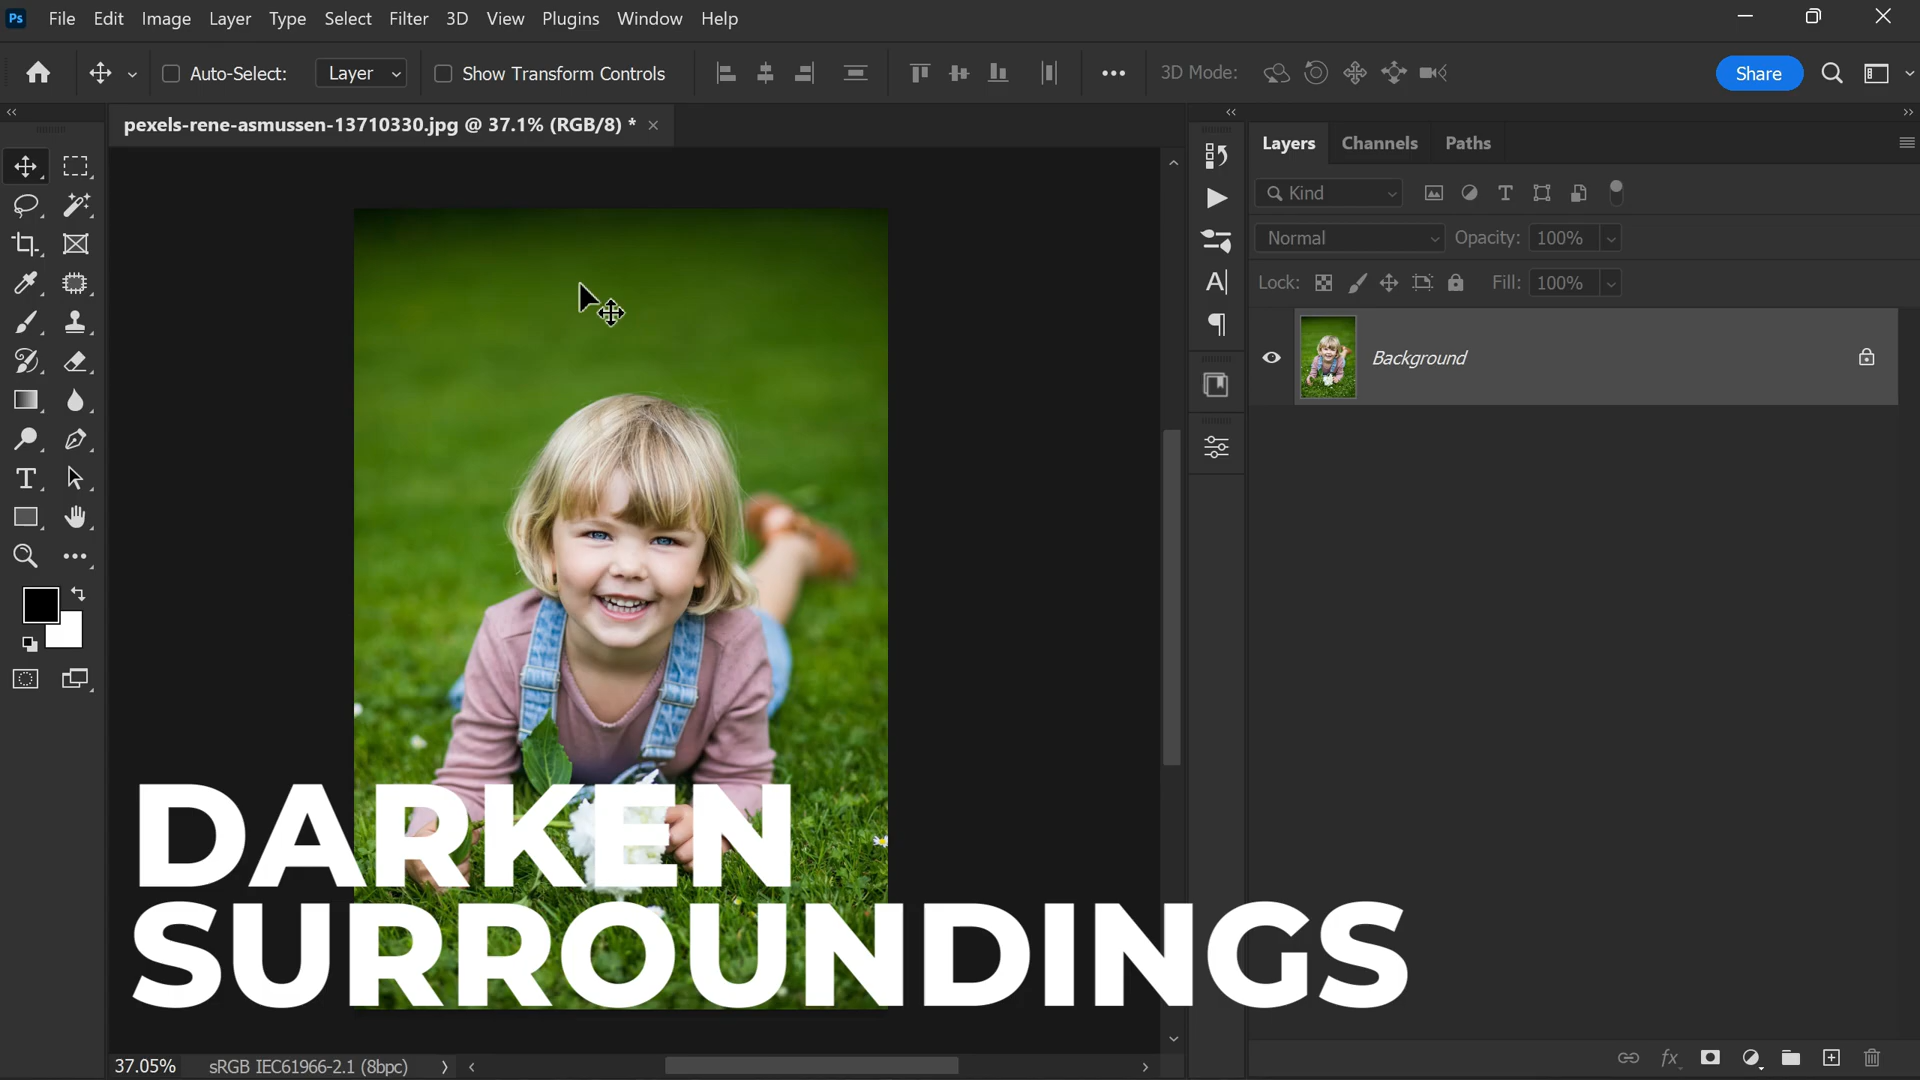 Ps File Edit Image Layer Type Select Filter 3D View Plugins Window Help
Auto-Select: Layer Show Transform Controls 3D Mode: Share
pexels-rene-asmussen-13710330.jpg @ 37.1% (RGB/8) *
Layers Channels Paths
Kind
Normal Opacity: 100%
Lock: Fill: 100%
Background
DARKEN
SURROUNDINGS
37.05% sRGB IEC61966-2.1 (8bpc)